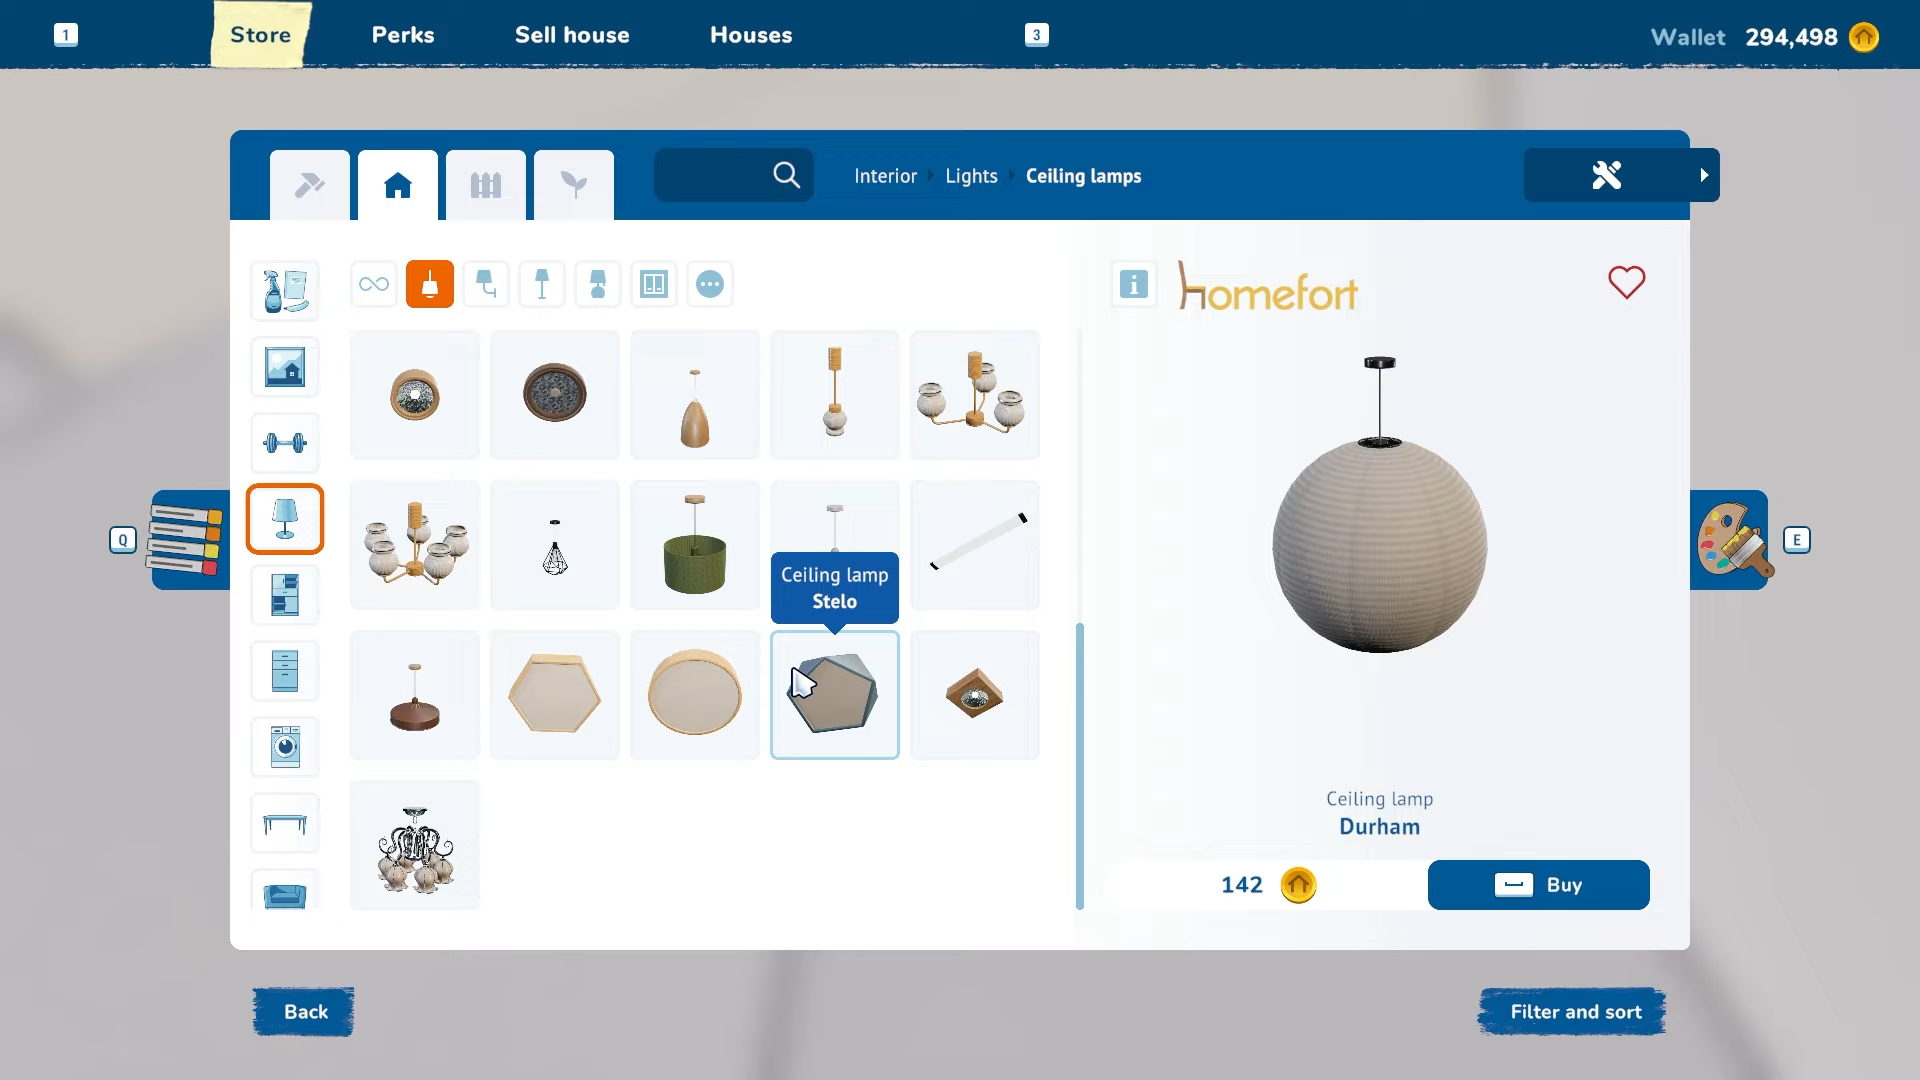 1
Store
Perks
Sell house
Houses
3
Wallet 294,498
Interior
Lights
Ceiling lamps
i
homefort
Q
E
Ceiling lamp
Stelo
Ceiling lamp
Durham
142
Buy
Back
Filter and sort